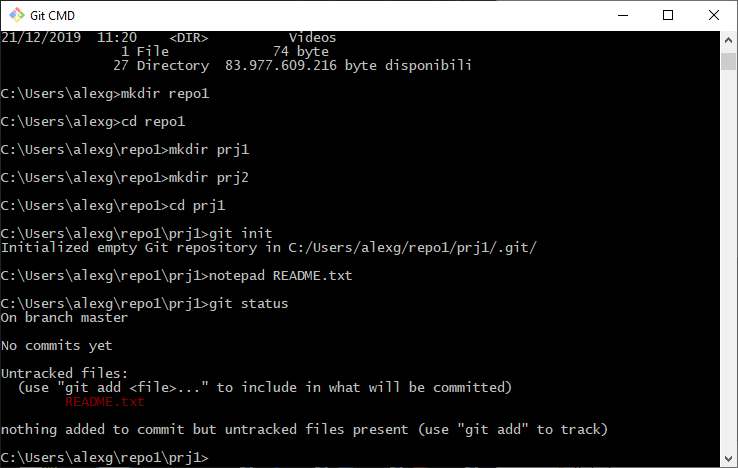 Git CMD
21/12/2019  11:20    <DIR>          Videos
               1 File             74 byte
              27 Directory  83.977.609.216 byte disponibili
C:\Users\alexg>mkdir repo1
C:\Users\alexg>cd repo1
C:\Users\alexg\repo1>mkdir prj1
C:\Users\alexg\repo1>mkdir prj2
C:\Users\alexg\repo1>cd prj1
C:\Users\alexg\repo1\prj1>git init
Initialized empty Git repository in C:/Users/alexg/repo1/prj1/.git/
C:\Users\alexg\repo1\prj1>notepad README.txt
C:\Users\alexg\repo1\prj1>git status
On branch master
No commits yet
Untracked files:
  (use "git add <file>..." to include in what will be committed)
        README.txt
nothing added to commit but untracked files present (use "git add" to track)
C:\Users\alexg\repo1\prj1>